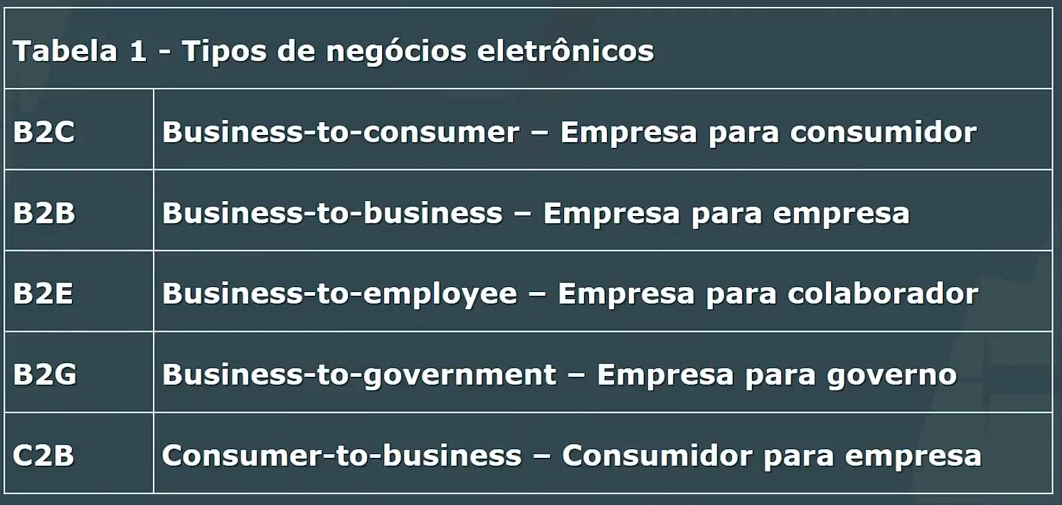 Tabela 1 - Tipos de negócios eletrônicos
B2C Business-to-consumer – Empresa para consumidor
B2B Business-to-business – Empresa para empresa
B2E Business-to-employee – Empresa para colaborador
B2G Business-to-government – Empresa para governo
C2B Consumer-to-business – Consumidor para empresa